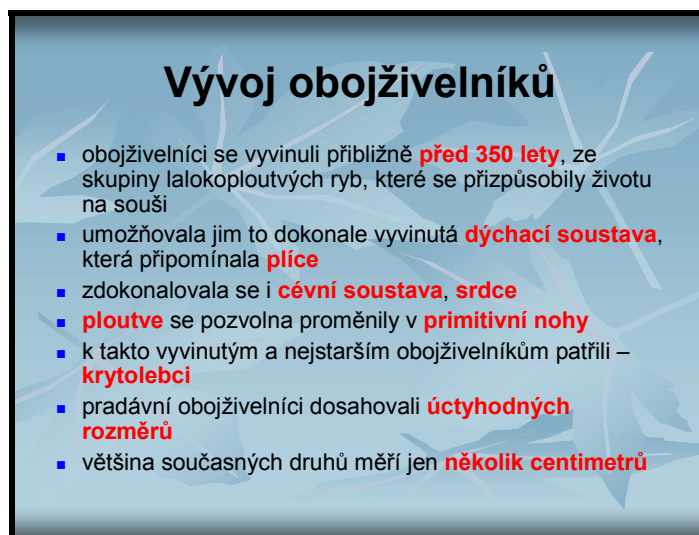 Vývoj obojživelníků
obojživelníci se vyvinuli přibližně před 350 lety, ze
skupiny lalokoploutvých ryb, které se přizpůsobily životu
na souši
umožňovala jim to dokonale vyvinutá dýchací soustava,
která připomínala plíce
zdokonalovala se i cévní soustava, srdce
ploutve se pozvolna proměnily v primitivní nohy
k takto vyvinutým a nejstarším obojživelníkům patřili –
krytolebci
pradávní obojživelníci dosahovali úctyhodných
rozměrů
většina současných druhů měří jen několik centimetrů